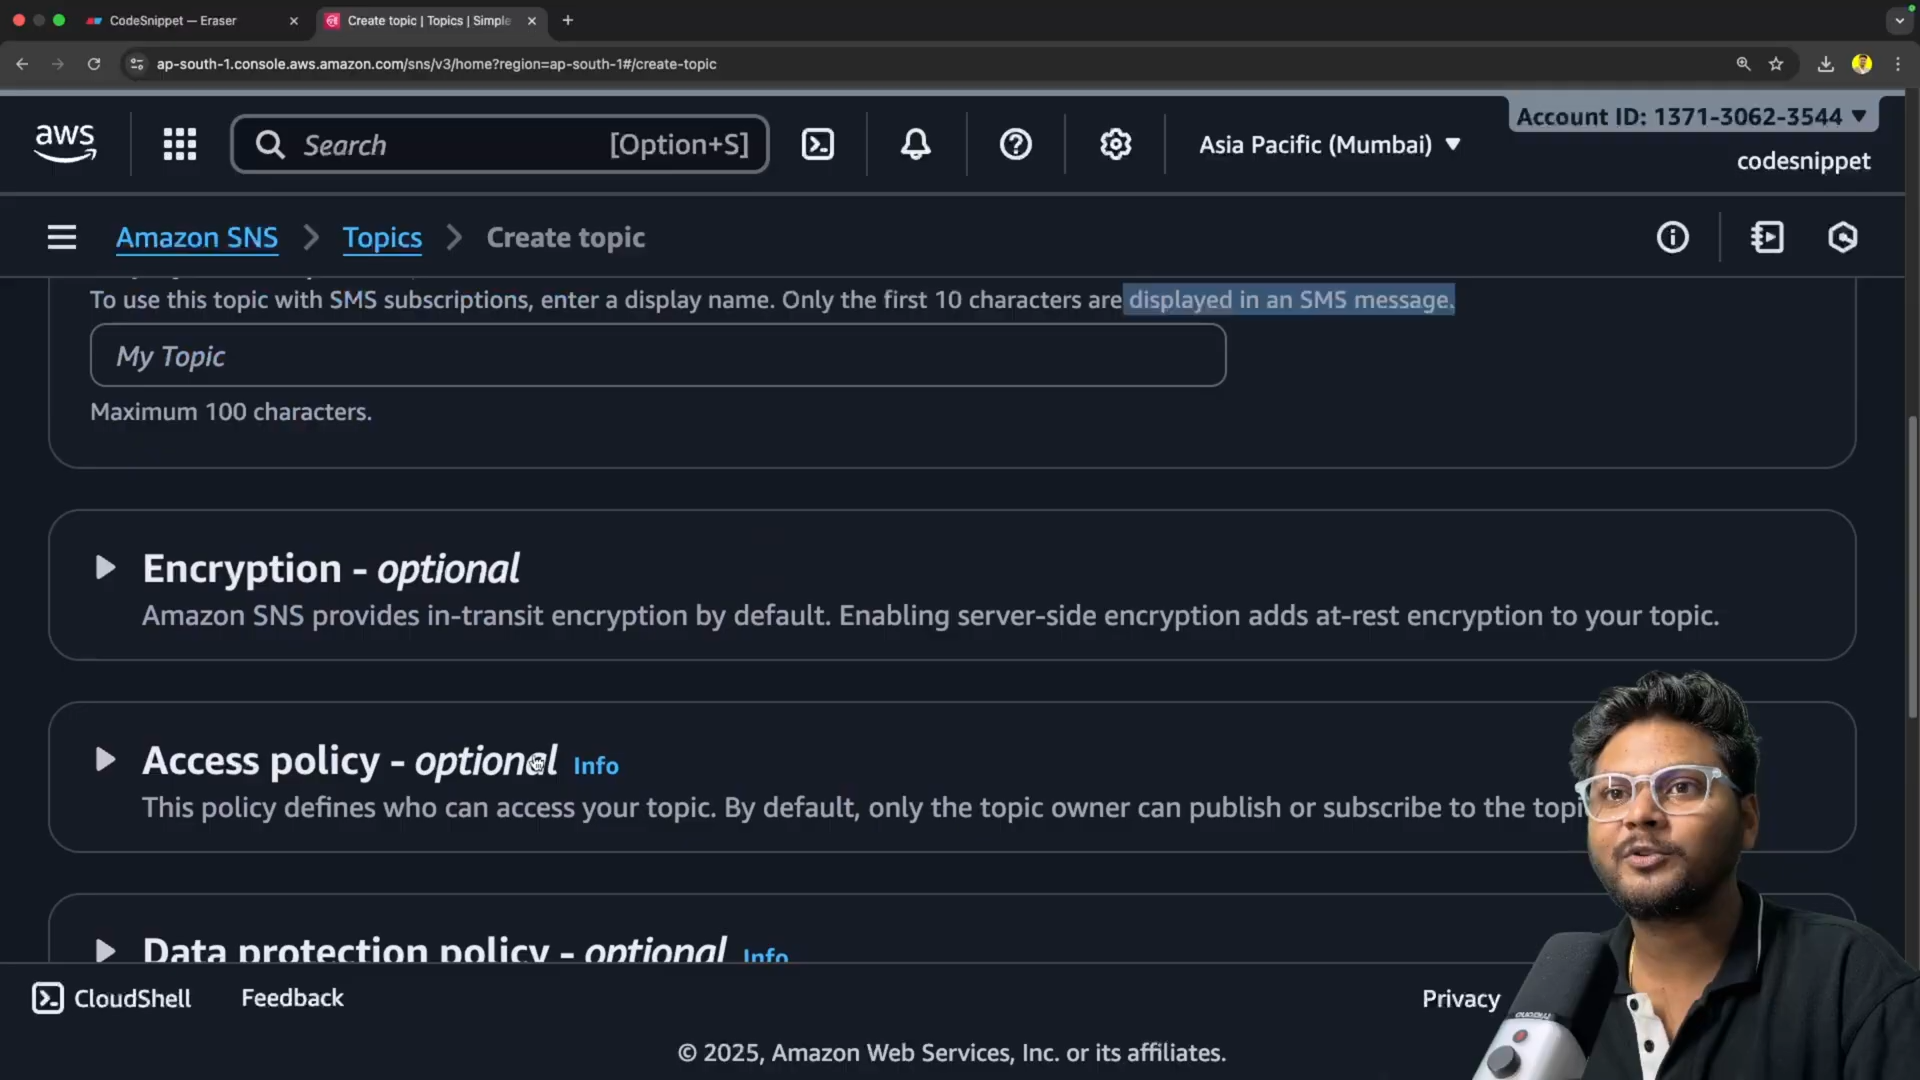 CodeSnippet — Eraser
Create topic | Topics | Simple
ap-south-1.console.aws.amazon.com/sns/v3/home?region=ap-south-1#/create-topic
aws
Search [Option+S]
Asia Pacific (Mumbai)
Account ID: 1371-3062-3544
codesnippet
Amazon SNS
Topics
Create topic
To use this topic with SMS subscriptions, enter a display name. Only the first 10 characters are displayed in an SMS message.
My Topic
Maximum 100 characters.
Encryption - optional
Amazon SNS provides in-transit encryption by default. Enabling server-side encryption adds at-rest encryption to your topic.
Access policy - optional Info
This policy defines who can access your topic. By default, only the topic owner can publish or subscribe to the topi
Data protection policy - optional Info
CloudShell
Feedback
Privacy
© 2025, Amazon Web Services, Inc. or its affiliates.